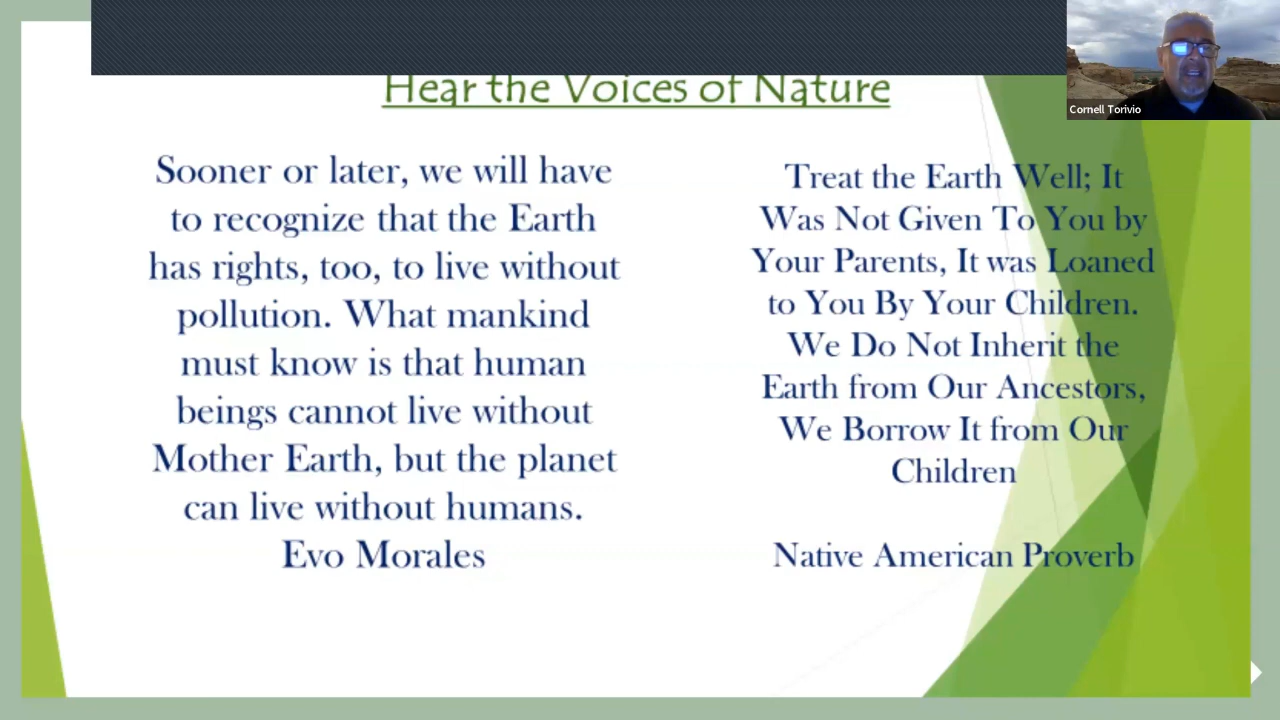 Cornell Torivio
Hear the Voices of Nature
Sooner or later, we will have
to recognize that the Earth
has rights, too, to live without
pollution. What mankind
must know is that human
beings cannot live without
Mother Earth, but the planet
can live without humans.
Evo Morales
Treat the Earth Well; It
Was Not Given To You by
Your Parents, It was Loaned
to You By Your Children.
We Do Not Inherit the
Earth from Our Ancestors,
We Borrow It from Our
Children
Native American Proverb